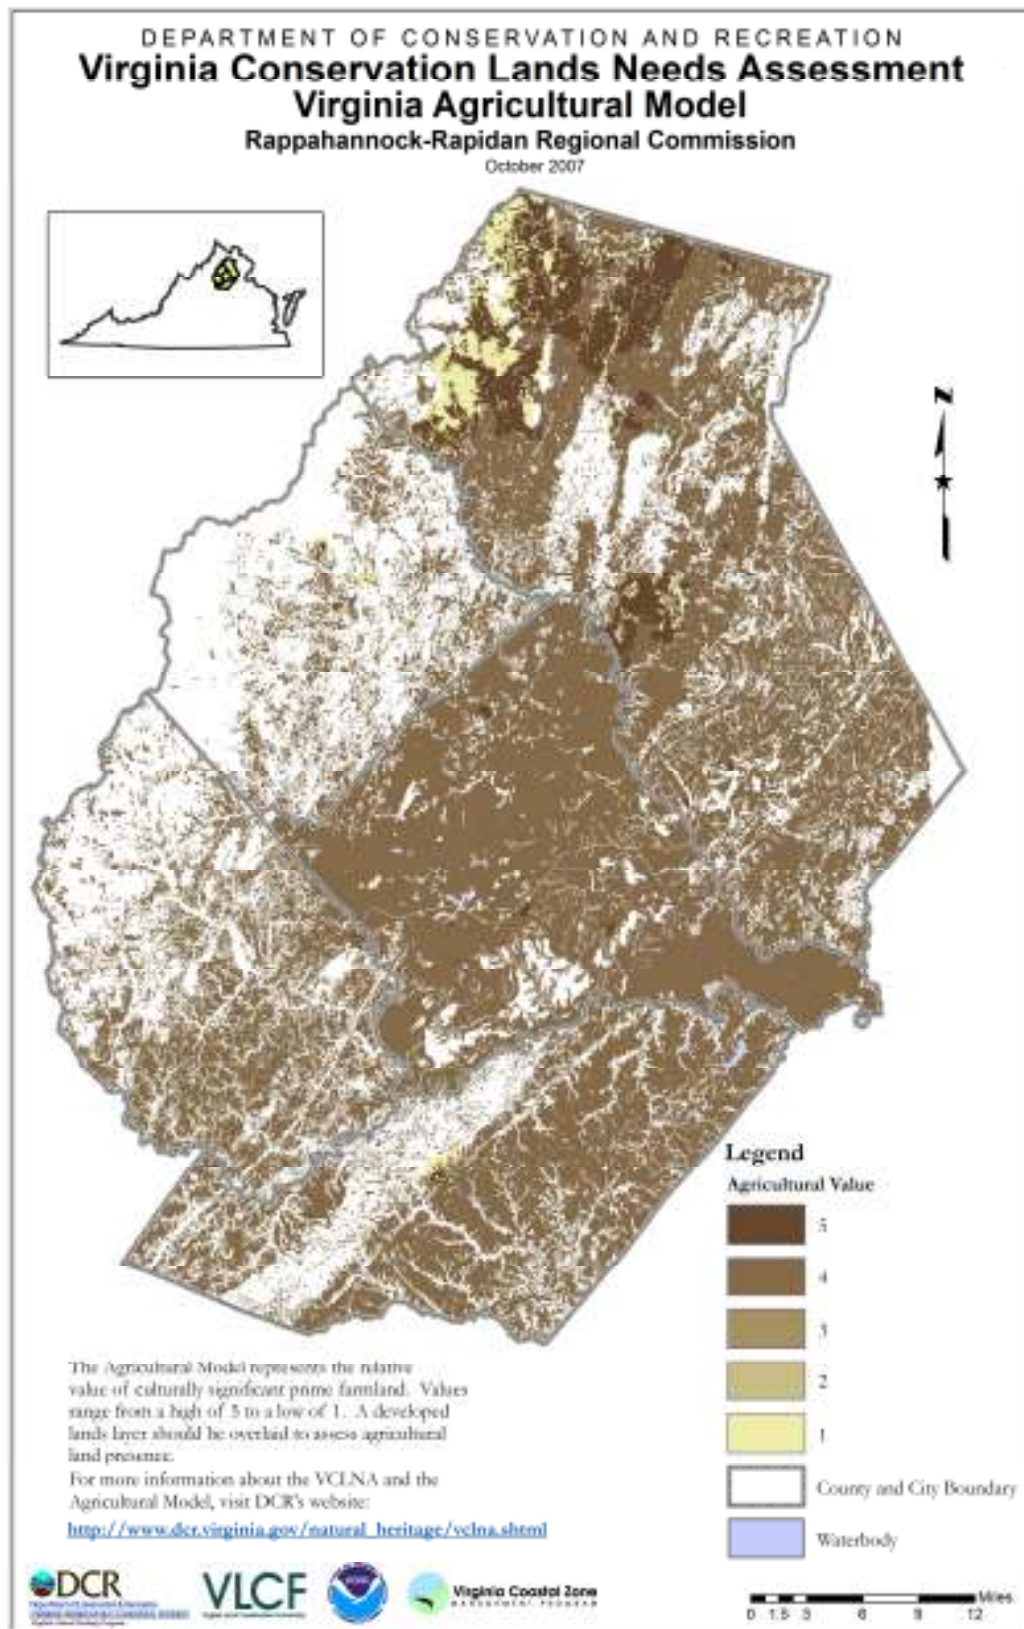 DEPARTMENT OF CONSERVATION AND RECREATION
Virginia Conservation Lands Needs Assessment
Virginia Agricultural Model
Rappahannock-Rapidan Regional Commission
October 2007
N
Legend
Agricultural Value
5
4
3
2
1
County and City Boundary
Waterbody
The Agricultural Model represents the relative
value of culturally significant prime farmland. Values
range from a high of 5 to a low of 1. A developed
lands layer should be overlaid to assess agricultural
land presence.
For more information about the VCLNA and the
Agricultural Model, visit DCR's website:
http://www.dcr.virginia.gov/natural_heritage/vclna.shtml
DCR
VLCF
Virginia Coastal Zone
MANAGEMENT PROGRAM
Miles
0 1.5 3 6 9 12